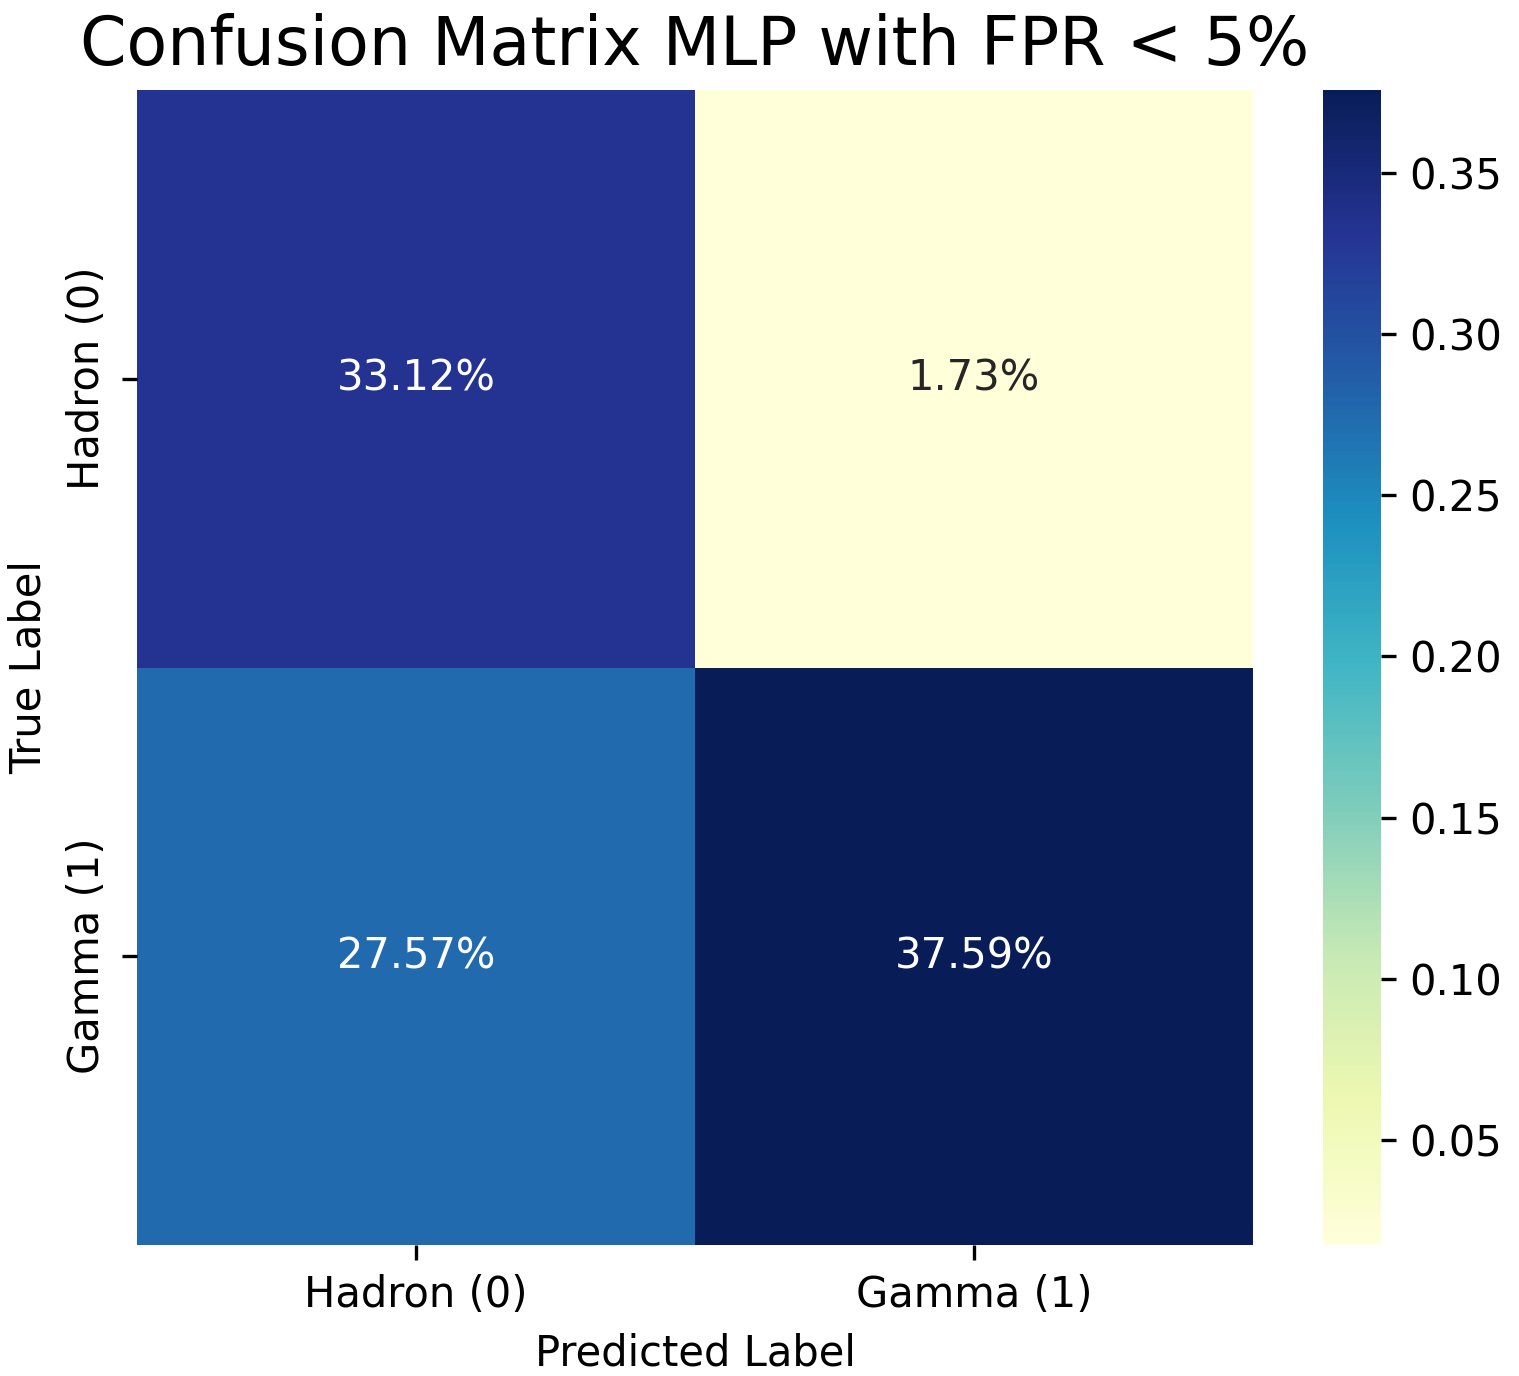 Confusion Matrix MLP with FPR < 5%
True Label
Hadron (0)
33.12%
1.73%
Gamma (1)
27.57%
37.59%
Hadron (0)
Gamma (1)
Predicted Label
0.35
0.30
0.25
0.20
0.15
0.10
0.05